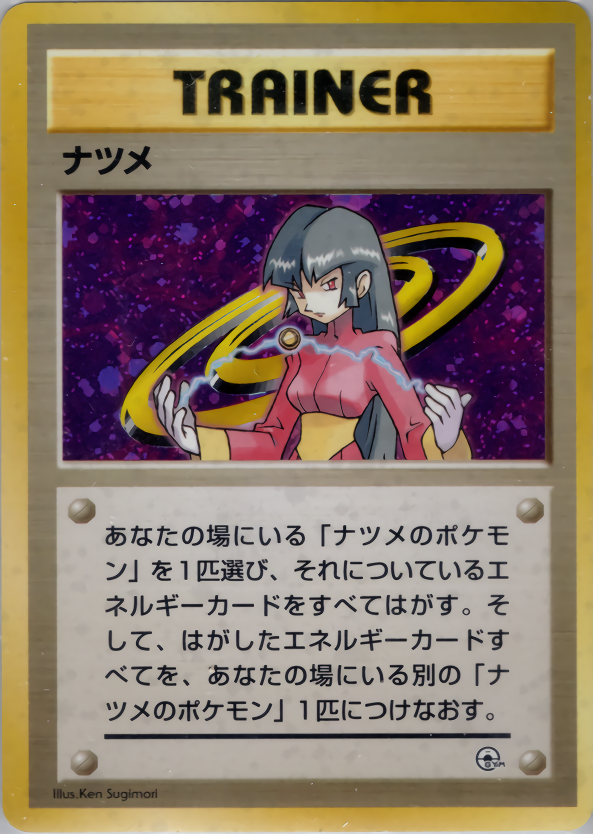 TRAINER
ナツメ
あなたの場にいる「ナツメのポケモ
ン」を1匹選び、それについているエ
ネルギーカードをすべてはがす。そ
して、はがしたエネルギーカードす
べてを、あなたの場にいる別の「ナ
ツメのポケモン」1匹につけなおす。
GYM
Illus.Ken Sugimori